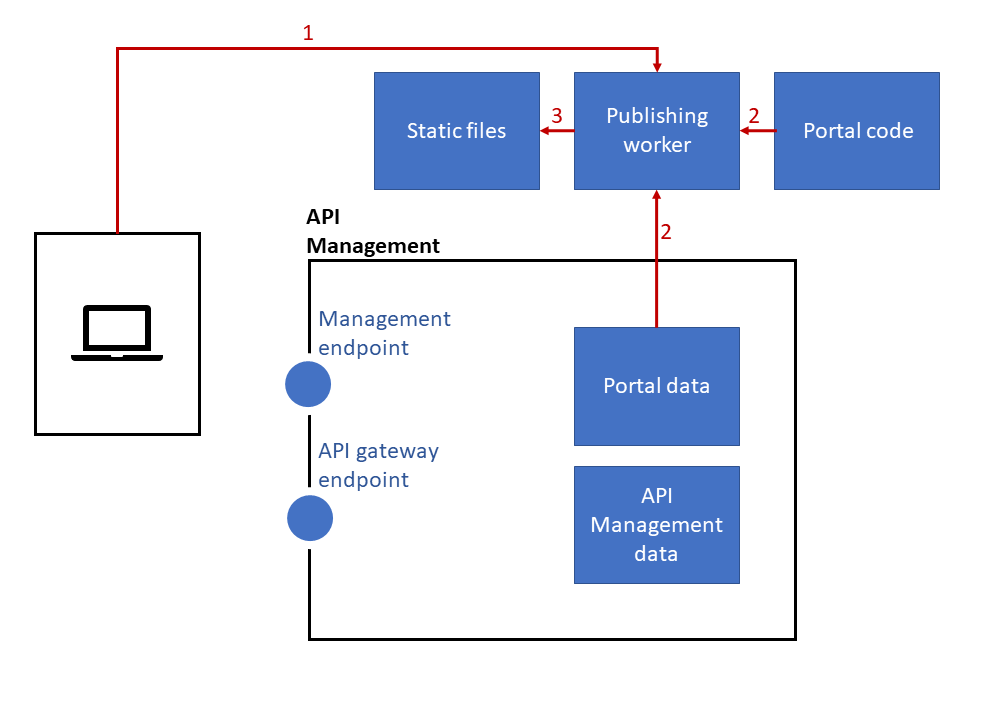 1
Static files
3
Publishing
worker
2
Portal code
API
Management
2
Management
endpoint
Portal data
API gateway
endpoint
API
Management
data